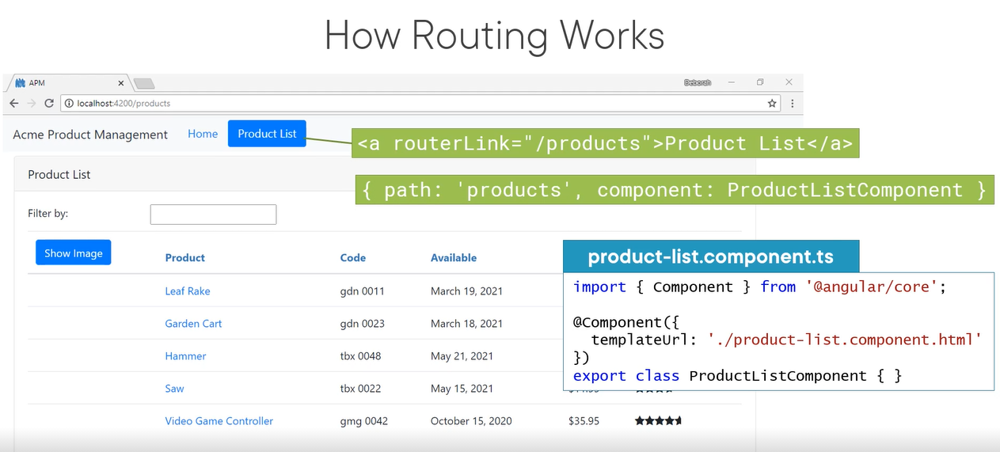 How Routing Works
APM
Deborah
localhost:4200/products
Acme Product Management Home Product List
<a routerLink="/products">Product List</a>
Product List
{ path: 'products', component: ProductListComponent }
Filter by:
Show Image Product Code Available
product-list.component.ts
import { Component } from '@angular/core';
@Component({
templateUrl: './product-list.component.html'
})
export class ProductListComponent { }
Leaf Rake gdn 0011 March 19, 2021
Garden Cart gdn 0023 March 18, 2021
Hammer tbx 0048 May 21, 2021
Saw tbx 0022 May 15, 2021
Video Game Controller gmg 0042 October 15, 2020 $35.95